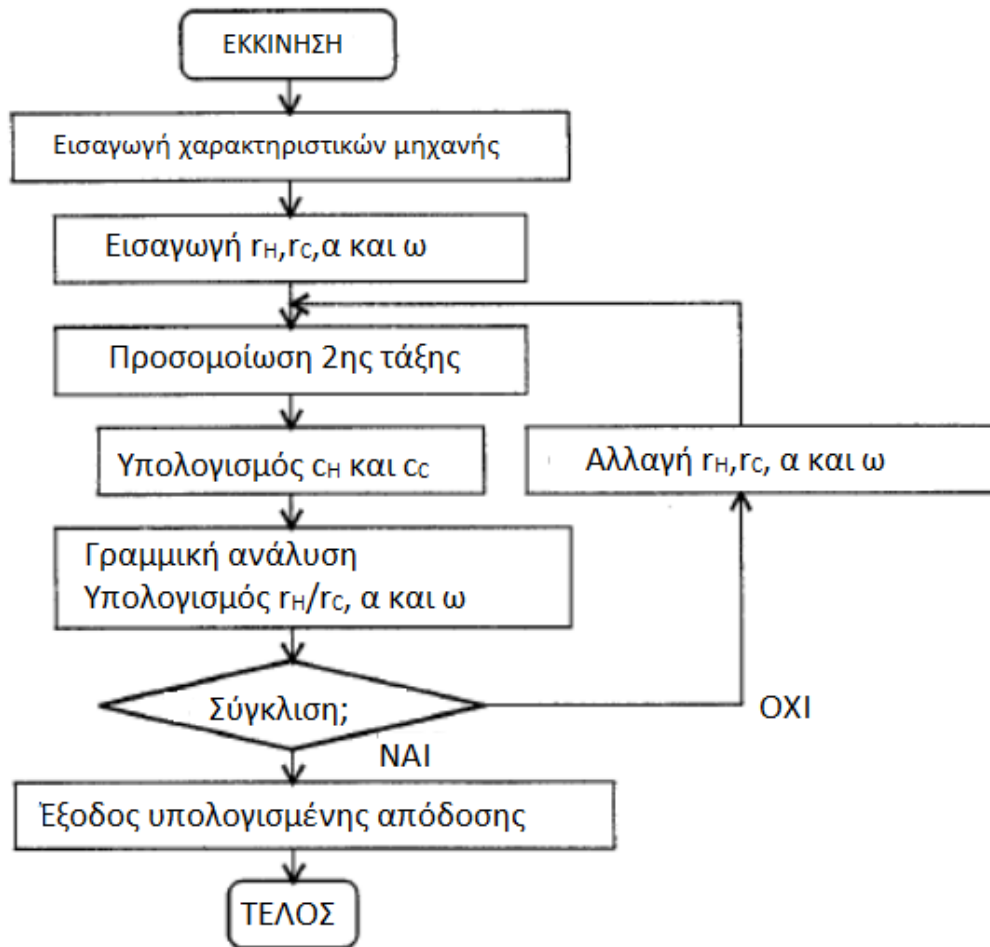 ΕΚΚΙΝΗΣΗ
Εισαγωγή χαρακτηριστικών μηχανής
Εισαγωγή rH,rC,α και ω
Προσομοίωση 2ης τάξης
Υπολογισμός cH και cC
Αλλαγή rH,rC, α και ω
Γραμμική ανάλυση
Υπολογισμός rH/rC, α και ω
Σύγκλιση;
ΟΧΙ
ΝΑΙ
Έξοδος υπολογισμένης απόδοσης
ΤΕΛΟΣ